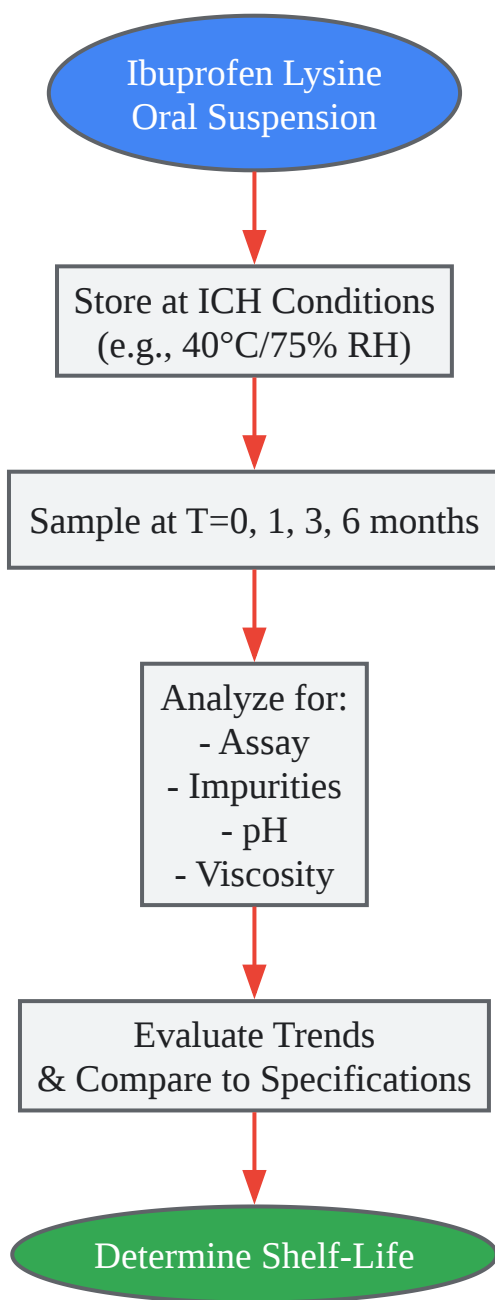 Ibuprofen Lysine
Oral Suspension
Store at ICH Conditions
(e.g., 40°C/75% RH)
Sample at T=0, 1, 3, 6 months
Analyze for:
- Assay
- Impurities
- pH
- Viscosity
Evaluate Trends
& Compare to Specifications
Determine Shelf-Life